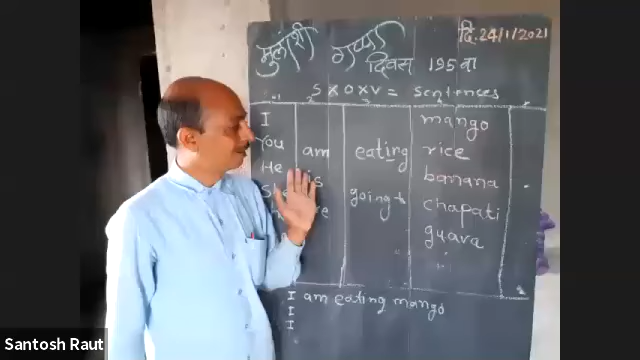 मुलांशी गप्पा
दि. 24/1/2021
दिवस 195 वा
S X O X V = Sentences
I mango
You am eating rice
He is banana
going chapati
guava
I am eating mango
I
I
Santosh Raut